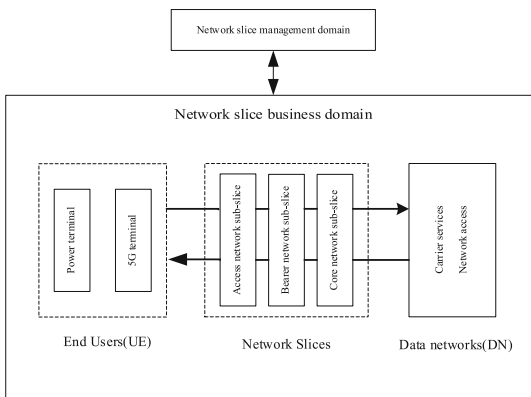 Network slice management domain
Network slice business domain
Power terminal
5G terminal
Access network sub-slice
Bearer network sub-slice
Core network sub-slice
Carrier services
Network access
End Users(UE)
Network Slices
Data networks(DN)